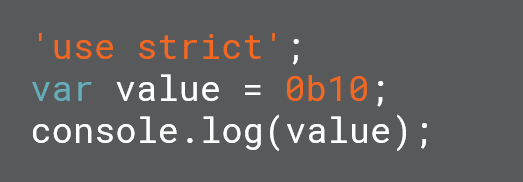 'use strict';
var value = 0b10;
console.log(value);